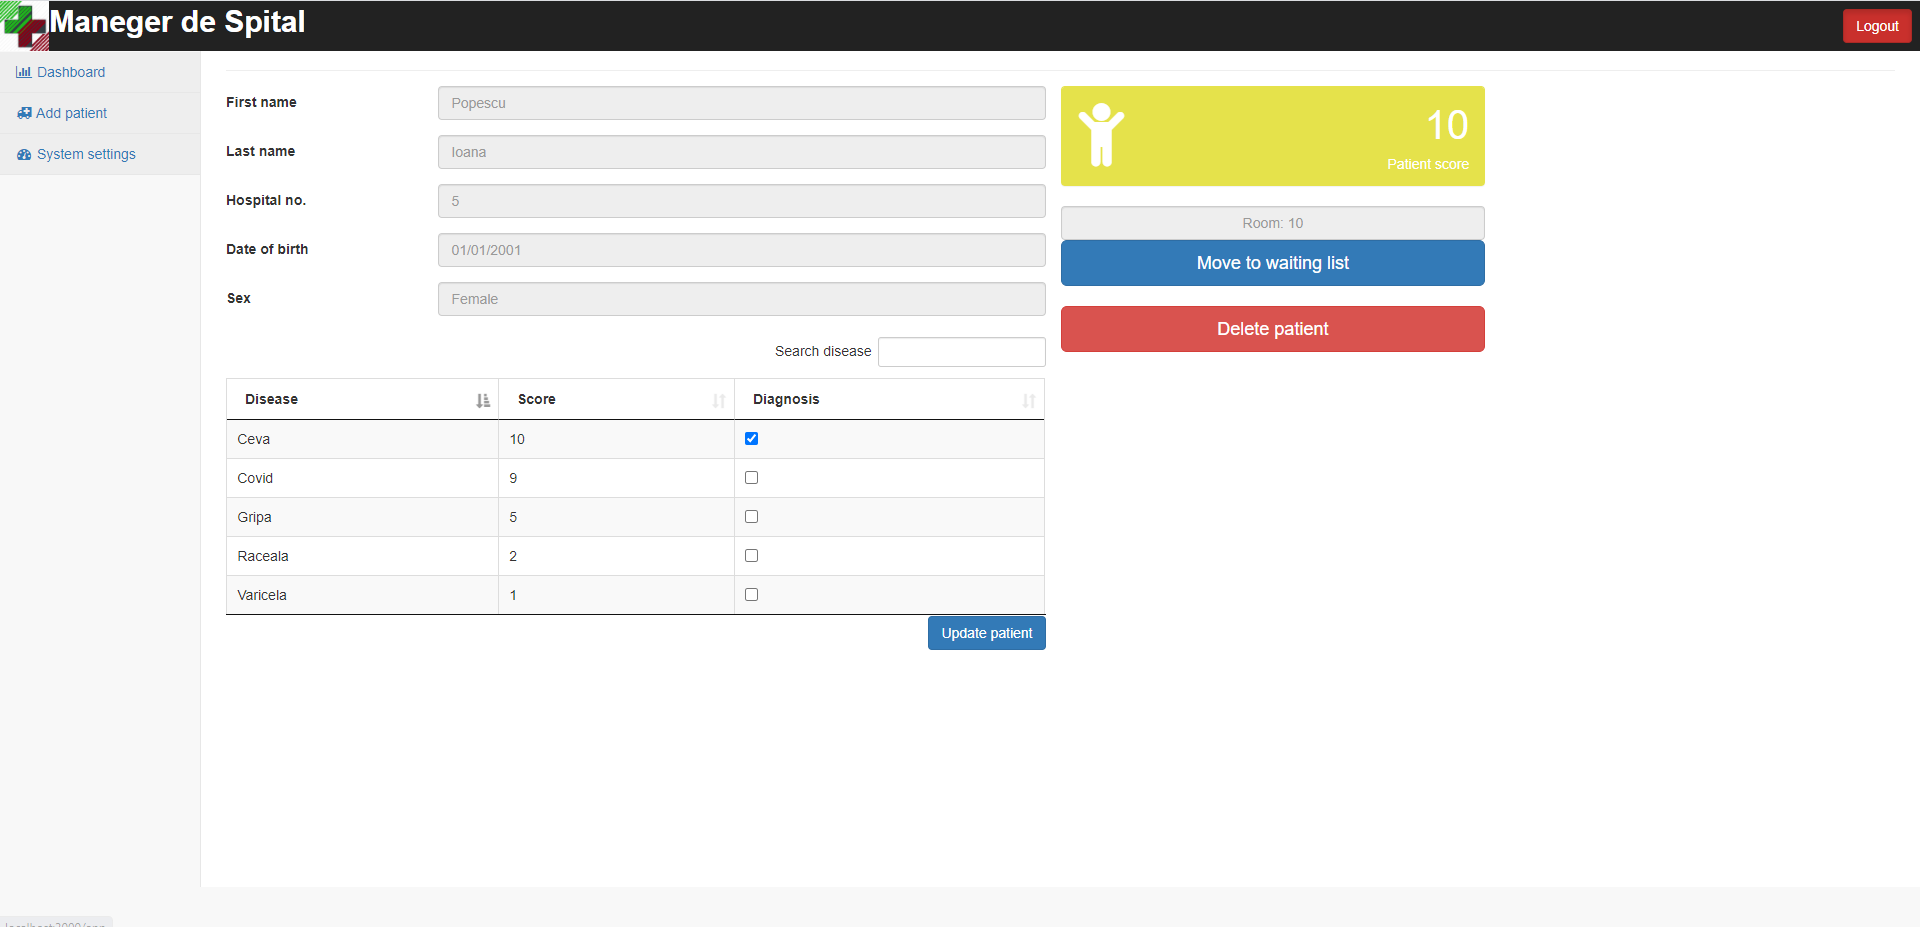 Maneger de Spital
Logout
Dashboard
Add patient
System settings
First name
Popescu
Last name
Ioana
Hospital no.
5
Date of birth
01/01/2001
Sex
Female
10
Patient score
Room: 10
Move to waiting list
Delete patient
Search disease
Disease Score Diagnosis
Ceva 10
Covid 9
Gripa 5
Raceala 2
Varicela 1
Update patient